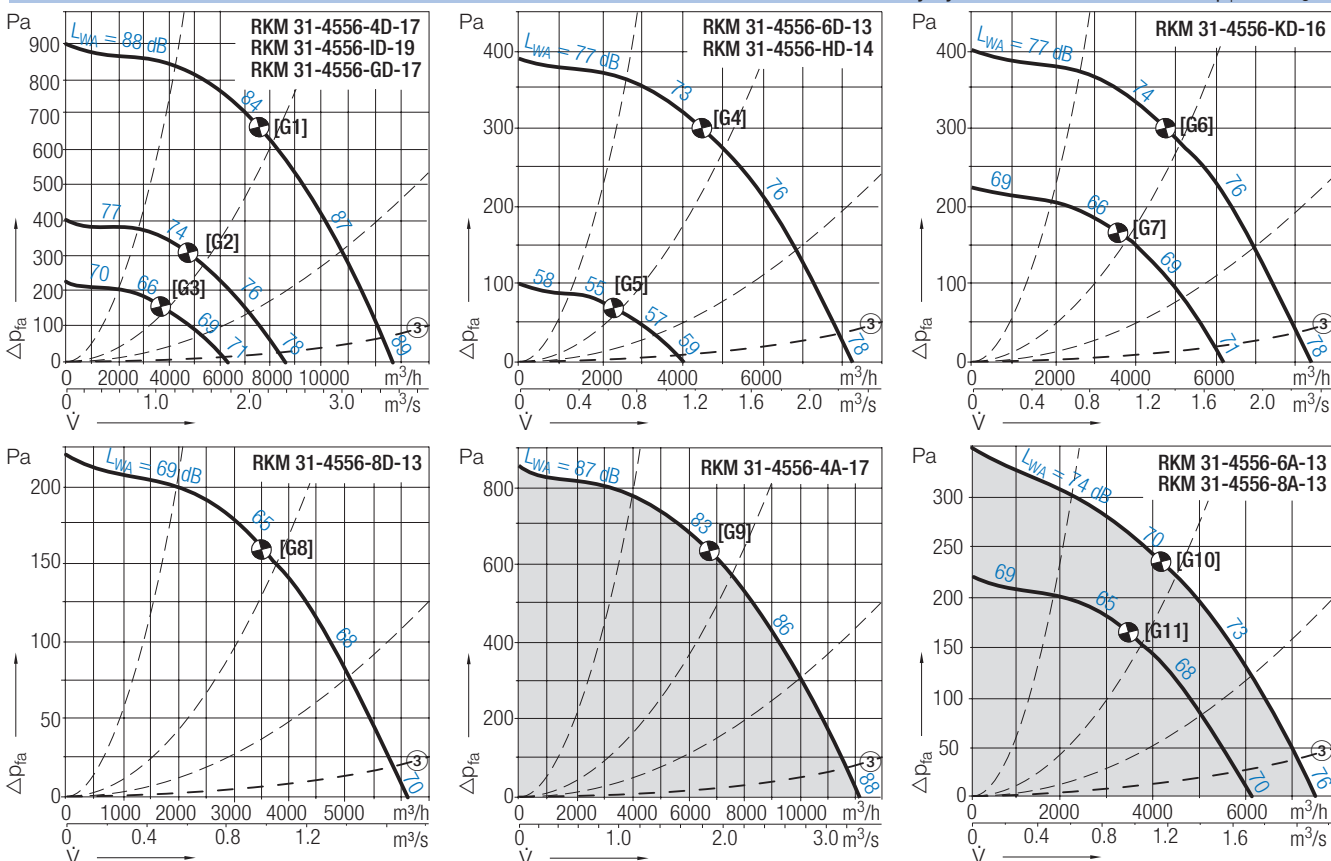 Pa
RKM 31-4556-4D-17
RKM 31-4556-ID-19
RKM 31-4556-GD-17
L_WA = 88 dB
900
800
700
600
500
400
300
200
100
0
84
[G1]
87
89
77
74
[G2]
76
78
70
66
[G3]
69
71
3
Δp_fa
0 2000 4000 6000 8000 10000 m³/h
0 1.0 2.0 3.0 m³/s
V̇
Pa
RKM 31-4556-6D-13
RKM 31-4556-HD-14
L_WA = 77 dB
400
300
200
100
0
73
[G4]
76
78
58
55
[G5]
57
59
3
Δp_fa
0 2000 4000 6000 m³/h
0 0.4 0.8 1.2 1.6 2.0 m³/s
V̇
Pa
RKM 31-4556-KD-16
L_WA = 77 dB
400
300
200
100
0
74
[G6]
76
78
69
66
[G7]
69
71
3
Δp_fa
2000 4000 6000 m³/h
0 0.4 0.8 1.2 1.6 2.0 m³/s
V̇
Pa
RKM 31-4556-8D-13
L_WA = 69 dB
200
150
100
50
0
65
[G8]
68
70
3
Δp_fa
0 1000 2000 3000 4000 5000 m³/h
0 0.4 0.8 1.2 m³/s
V̇
Pa
RKM 31-4556-4A-17
L_WA = 87 dB
800
600
400
200
0
83
[G9]
86
88
3
Δp_fa
0 2000 4000 6000 8000 10000 m³/h
0 1.0 2.0 3.0 m³/s
V̇
Pa
RKM 31-4556-6A-13
RKM 31-4556-8A-13
L_WA = 74 dB
300
250
200
150
100
50
0
70
[G10]
73
76
69
65
[G11]
68
70
3
Δp_fa
0 2000 4000 6000 m³/h
0 0.4 0.8 1.2 1.6 m³/s
V̇